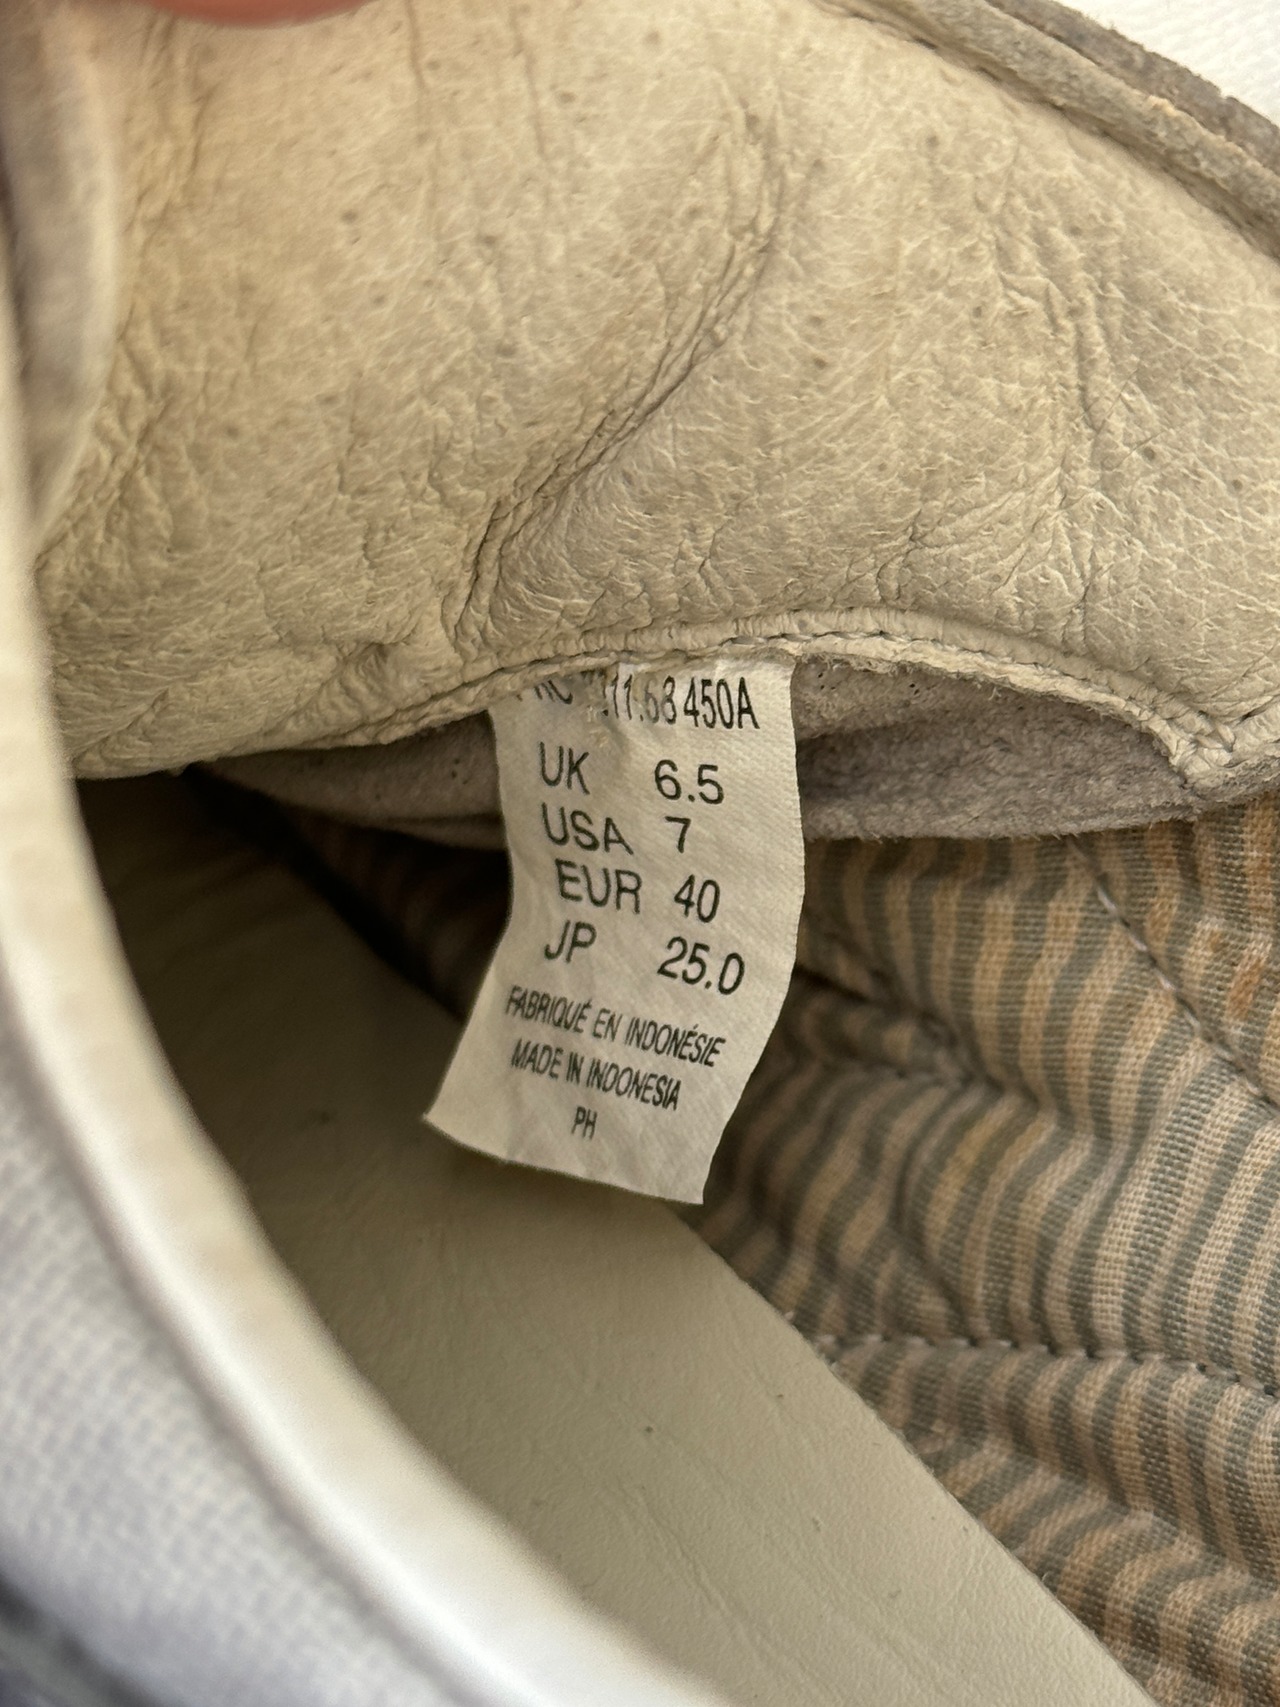 450A
UK 6.5
USA 7
EUR 40
JP 25.0
FABRIQUÉ EN INDONÉSIE
MADE IN INDONESIA
PH